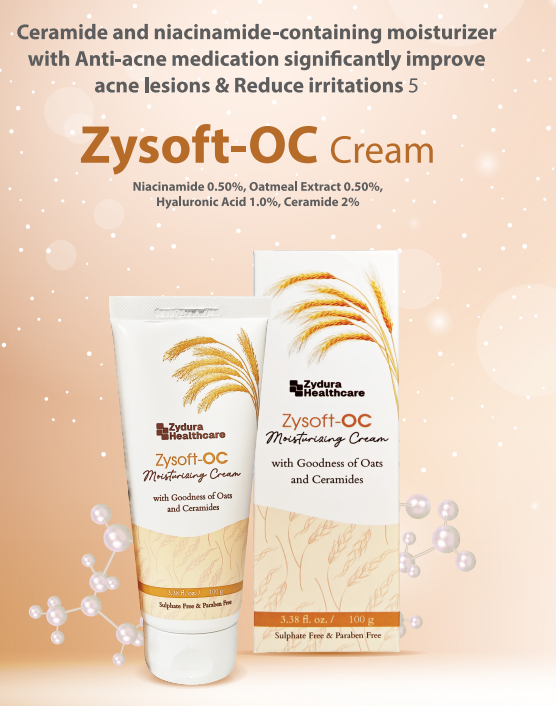 Ceramide and niacinamide-containing moisturizer
with Anti-acne medication significantly improve
acne lesions & Reduce irritations 5
Zysoft-OC Cream
Niacinamide 0.50%, Oatmeal Extract 0.50%,
Hyaluronic Acid 1.0%, Ceramide 2%
Zydura
Healthcare
Zysoft-OC
Moisturizing Cream
with Goodness of Oats
and Ceramides
3.38 fl. oz. / 100 g
Sulphate Free & Paraben Free
Zydura
Healthcare
Zysoft-OC
Moisturizing Cream
with Goodness of Oats
and Ceramides
3.38 fl. oz. / 100 g
Sulphate Free & Paraben Free